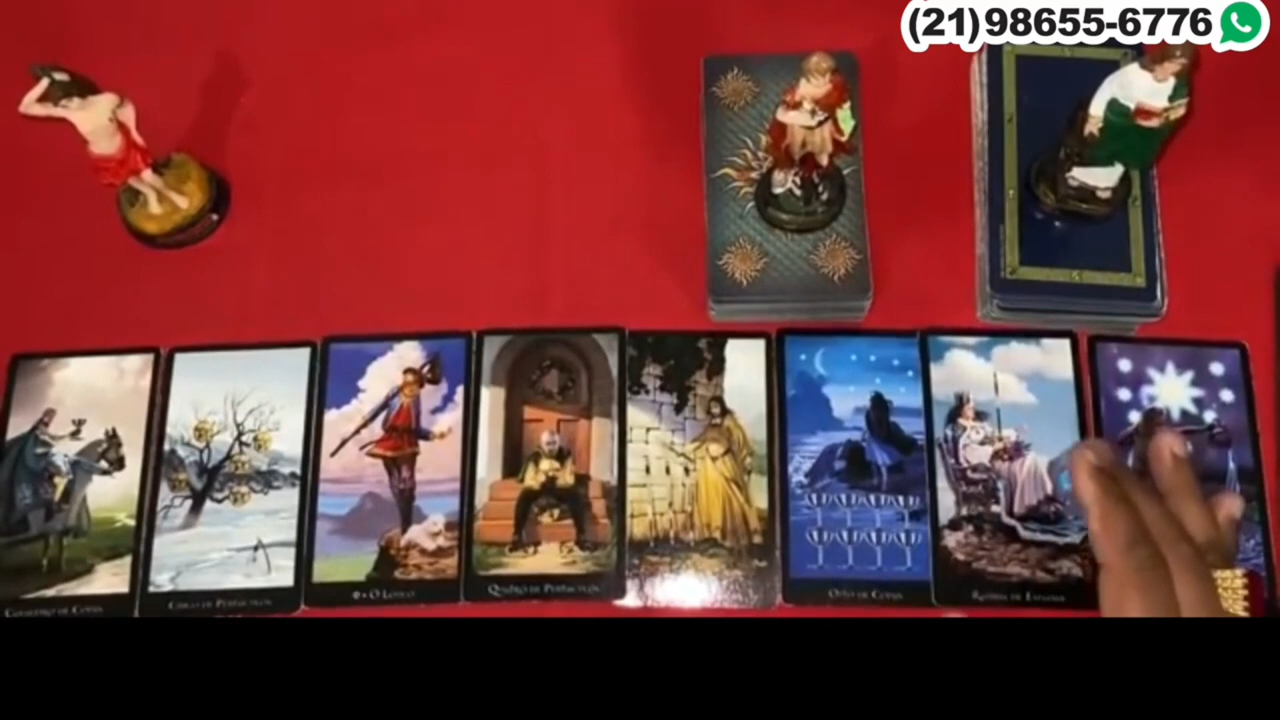 (21)98655-6776
Cavaleiro de Copas
Cinco de Pentáculos
0 • O Louco
Quatro de Pentáculos
Oito de Copas
Rainha de Espadas